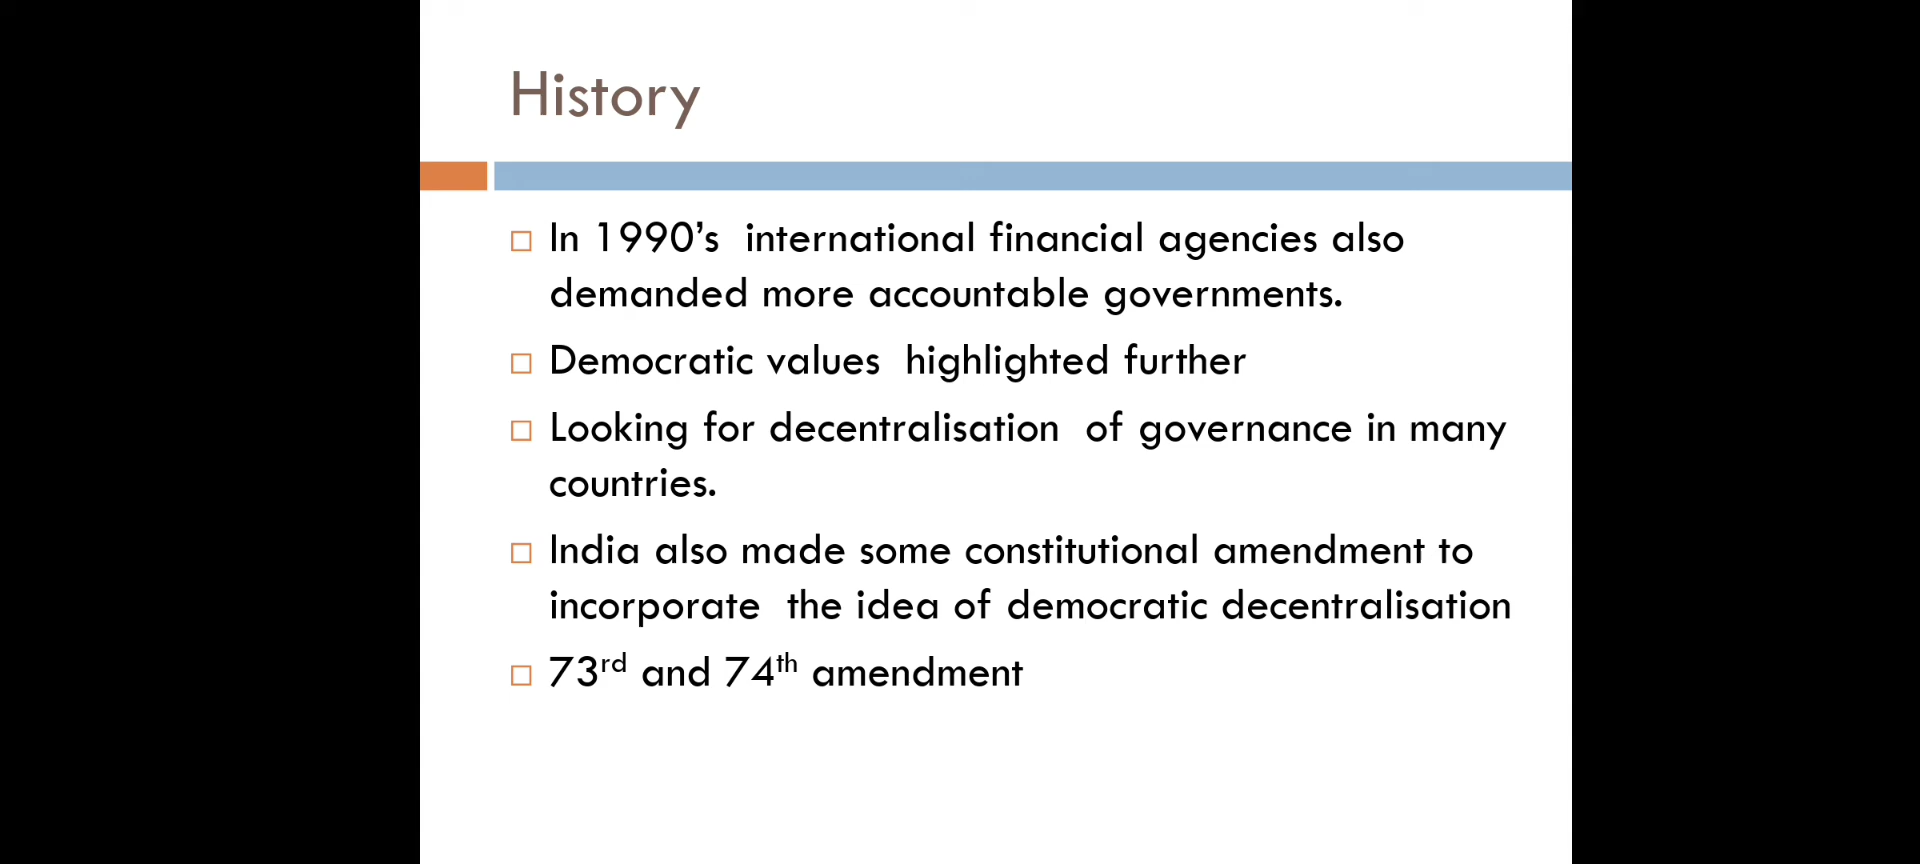 History
In 1990’s  international financial agencies also
demanded more accountable governments.
Democratic values  highlighted further
Looking for decentralisation  of governance in many
countries.
India also made some constitutional amendment to
incorporate  the idea of democratic decentralisation
73rd and 74th amendment